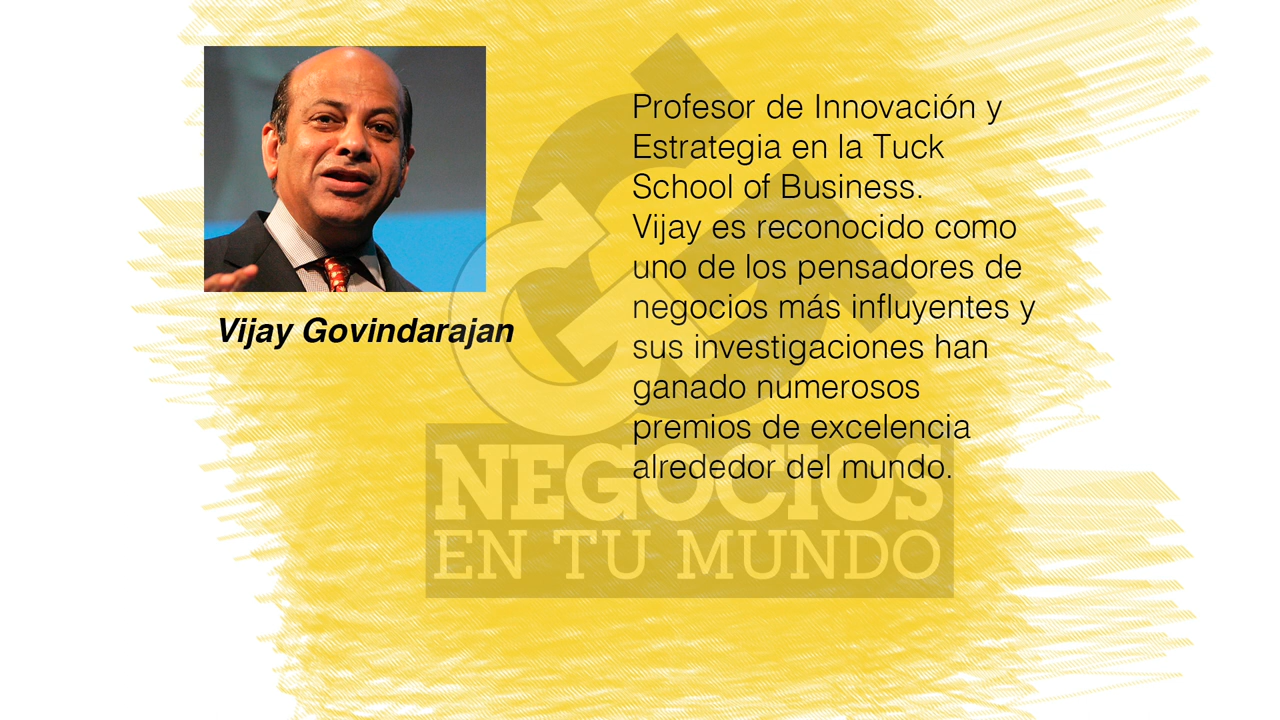 Vijay Govindarajan
Profesor de Innovación y
Estrategia en la Tuck
School of Business.
Vijay es reconocido como
uno de los pensadores de
negocios más influyentes y
sus investigaciones han
ganado numerosos
premios de excelencia
alrededor del mundo.
NEGOCIOS
EN TU MUNDO